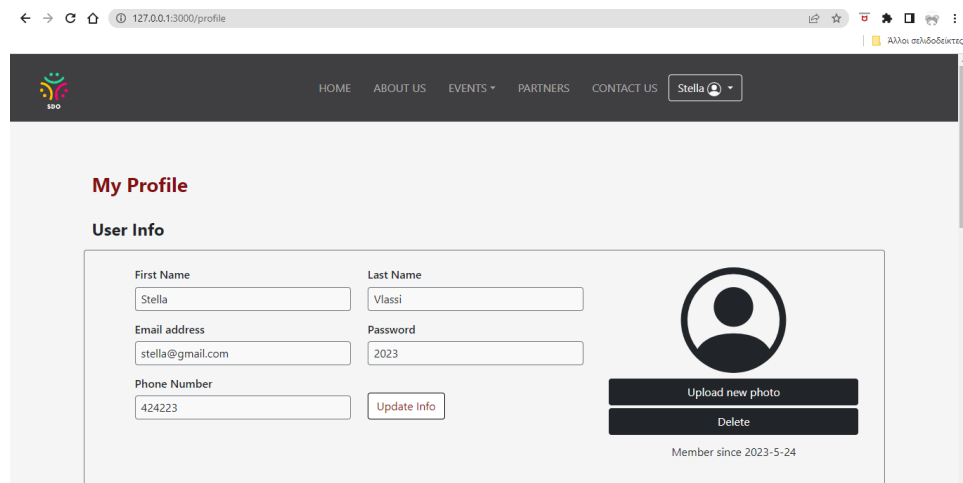 127.0.0.1:3000/profile
Άλλοι σελιδοδείκτες
SDO
HOME ABOUT US EVENTS PARTNERS CONTACT US Stella
My Profile
User Info
First Name Last Name
Stella Vlassi
Email address Password
stella@gmail.com 2023
Phone Number
424223 Update Info
Upload new photo
Delete
Member since 2023-5-24